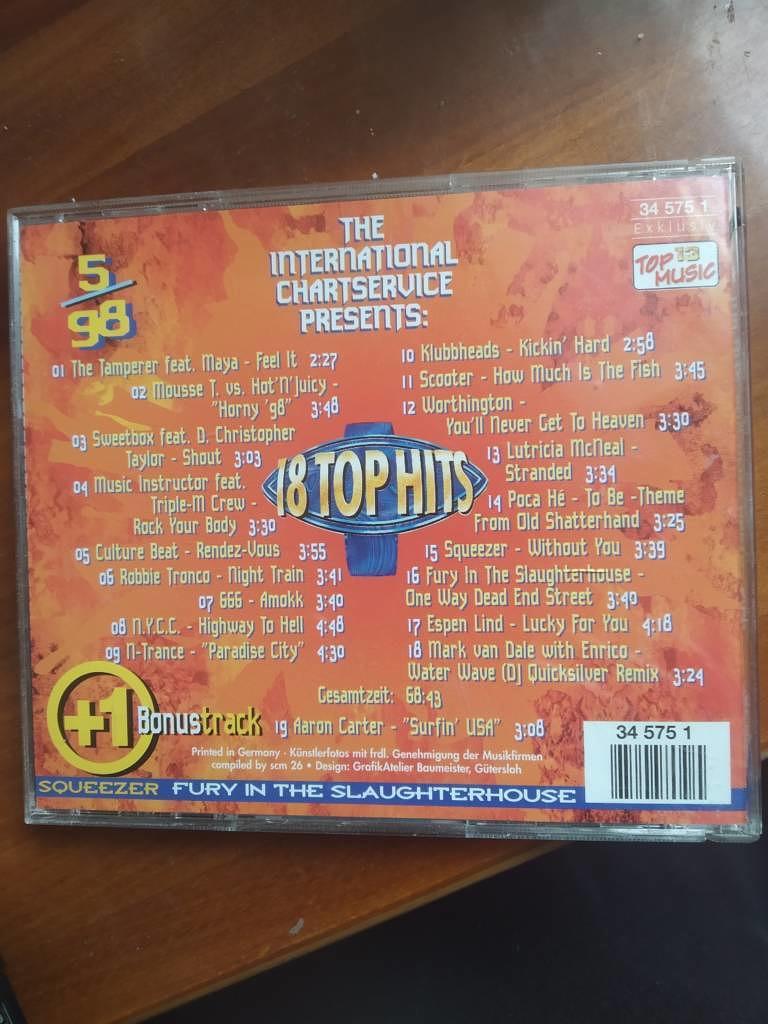 34 575 1
Exklusiv
TOP 13
MUSIC
5/98
THE
INTERNATIONAL
CHARTSERVICE
PRESENTS:
01 The Tamperer feat. Maya - Feel It 2:27
02 Mousse T. vs. Hot'N'Juicy -
"Horny '98" 3:48
03 Sweetbox feat. D. Christopher
Taylor - Shout 3:03
04 Music Instructor feat.
Triple-M Crew -
Rock Your Body 3:30
05 Culture Beat - Rendez-Vous 3:55
06 Robbie Tronco - Night Train 3:41
07 666 - Amokk 3:40
08 N.Y.C.C. - Highway To Hell 4:48
09 N-Trance - "Paradise City" 4:30
18 TOP HITS
10 Klubbheads - Kickin' Hard 2:58
11 Scooter - How Much Is The Fish 3:45
12 Worthington -
You'll Never Get To Heaven 3:30
13 Lutricia McNeal -
Stranded 3:34
14 Poca Hé - To Be -Theme
From Old Shatterhand 3:25
15 Squeezer - Without You 3:39
16 Fury In The Slaughterhouse -
One Way Dead End Street 3:49
17 Espen Lind - Lucky For You 4:18
18 Mark van Dale with Enrico -
Water Wave (DJ Quicksilver Remix 3:24
Gesamtzeit: 68:43
+1 Bonustrack
19 Aaron Carter - "Surfin' USA" 3:08
Printed in Germany · Künstlerfotos mit frdl. Genehmigung der Musikfirmen
compiled by scm 26 • Design: GrafikAtelier Baumeister, Gütersloh
34 575 1
SQUEEZER FURY IN THE SLAUGHTERHOUSE